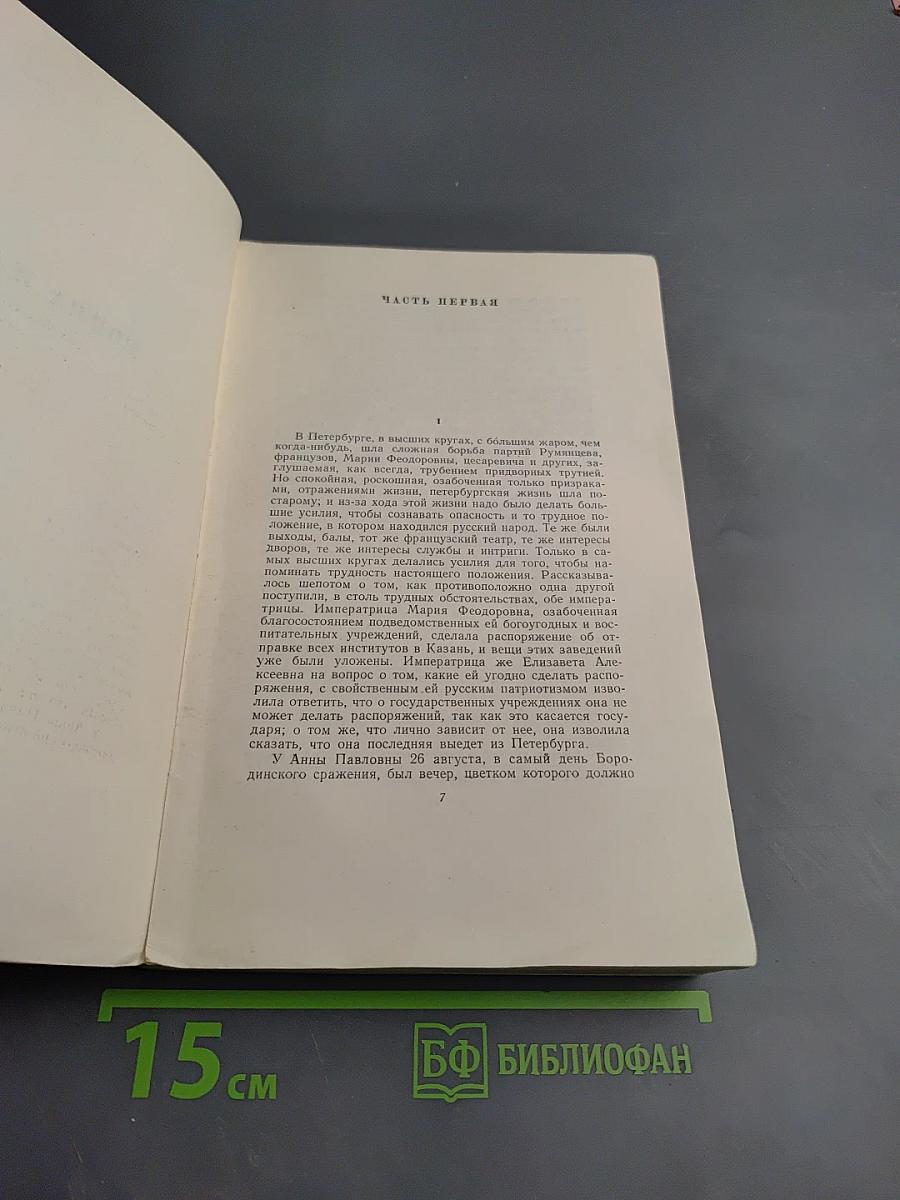 ЧАСТЬ ПЕРВАЯ
I
В Петербурге, в высших кругах, с бо́льшим жаром, чем
когда-нибудь, шла сложная борьба партий Румянцева,
французов, Марии Феодоровны, цесаревича и других, за-
глушаемая, как всегда, трубением придворных трутней.
Но спокойная, роскошная, озабоченная только призрака-
ми, отражениями жизни, петербургская жизнь шла по-
старому; и из-за хода этой жизни надо было делать боль-
шие усилия, чтобы сознавать опасность и то трудное по-
ложение, в котором находился русский народ. Те же были
выходы, балы, тот же французский театр, те же интересы
дворов, те же интересы службы и интриги. Только в са-
мых высших кругах делались усилия для того, чтобы на-
поминать трудность настоящего положения. Рассказыва-
лось шепотом о том, как противоположно одна другой
поступили, в столь трудных обстоятельствах, обе импера-
трицы. Императрица Мария Феодоровна, озабоченная
благосостоянием подведомственных ей богоугодных и вос-
питательных учреждений, сделала распоряжение об от-
правке всех институтов в Казань, и вещи этих заведений
уже были уложены. Императрица же Елизавета Алек-
сеевна на вопрос о том, какие ей угодно сделать распо-
ряжения, с свойственным ей русским патриотизмом изво-
лила ответить, что о государственных учреждениях она не
может делать распоряжений, так как это касается госу-
даря; о том же, что лично зависит от нее, она изволила
сказать, что она последняя выедет из Петербурга.
У Анны Павловны 26 августа, в самый день Боро-
динского сражения, был вечер, цветком которого должно
7
15 см
БФ БИБЛИОФАН